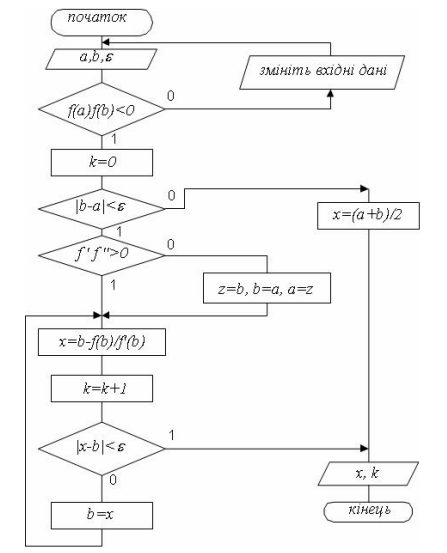 початок
a,b,ε
змініть вхідні дані
f(a)f(b)<0
0
1
k=0
|b-a|<ε
0
1
x=(a+b)/2
f' f''>0
0
1
z=b, b=a, a=z
x=b-f(b)/f'(b)
k=k+1
|x-b|<ε
1
0
x, k
b=x
кінець